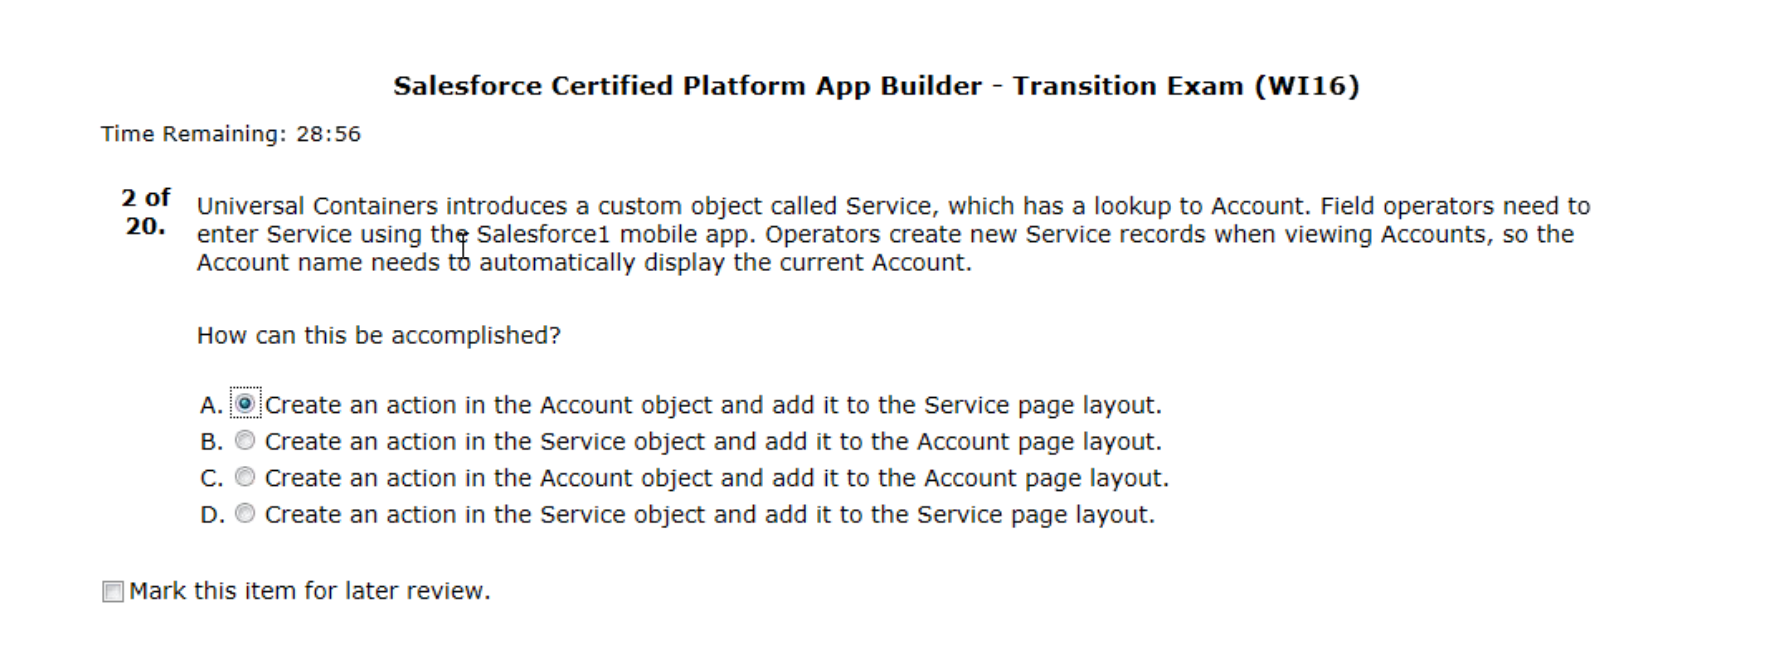 Salesforce Certified Platform App Builder - Transition Exam (WI16)
Time Remaining: 28:56
2 of
20.
Universal Containers introduces a custom object called Service, which has a lookup to Account. Field operators need to
enter Service using the Salesforce1 mobile app. Operators create new Service records when viewing Accounts, so the
Account name needs to automatically display the current Account.
How can this be accomplished?
A. Create an action in the Account object and add it to the Service page layout.
B. Create an action in the Service object and add it to the Account page layout.
C. Create an action in the Account object and add it to the Account page layout.
D. Create an action in the Service object and add it to the Service page layout.
Mark this item for later review.